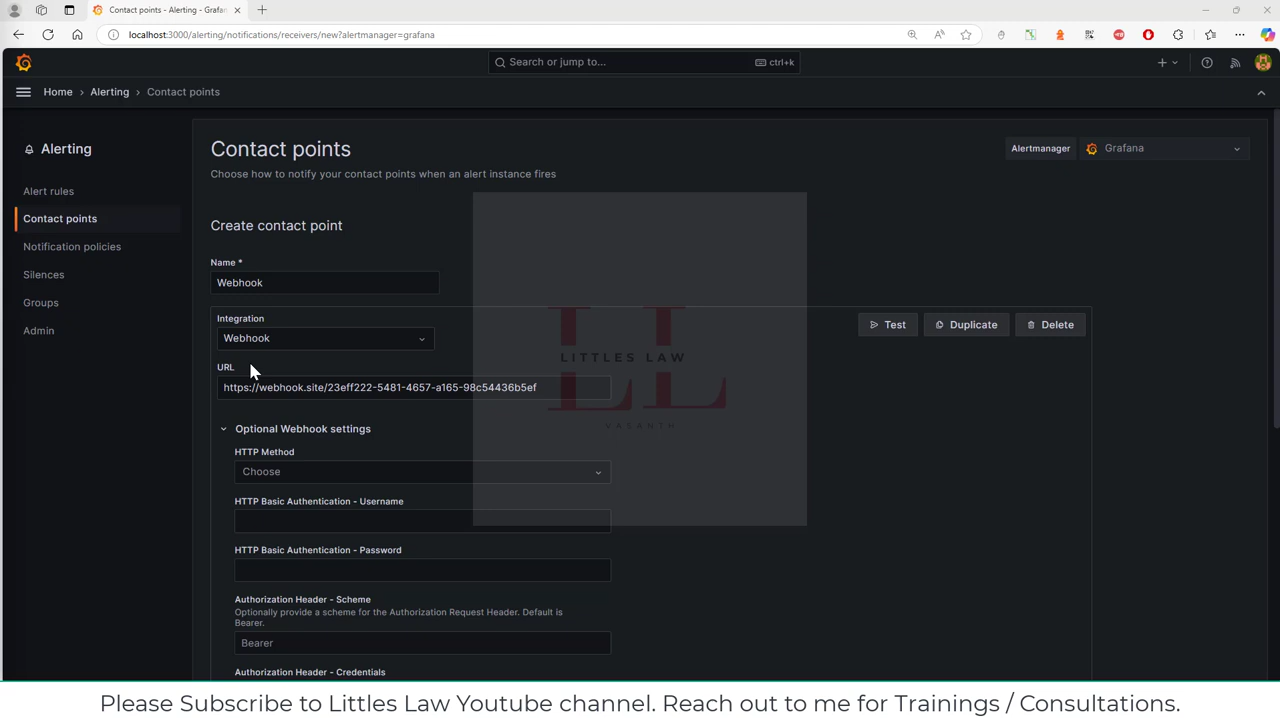 Contact points - Alerting - Grafan
localhost:3000/alerting/notifications/receivers/new?alertmanager=grafana
Search or jump to...
ctrl+k
Home › Alerting › Contact points
Alerting
Alert rules
Contact points
Notification policies
Silences
Groups
Admin
Contact points
Alertmanager
Grafana
Choose how to notify your contact points when an alert instance fires
Create contact point
Name *
Webhook
Integration
Webhook
Test
Duplicate
Delete
URL
https://webhook.site/23eff222-5481-4657-a165-98c54436b5ef
LITTLES LAW
LL
VASANTH
Optional Webhook settings
HTTP Method
Choose
HTTP Basic Authentication - Username
HTTP Basic Authentication - Password
Authorization Header - Scheme
Optionally provide a scheme for the Authorization Request Header. Default is
Bearer.
Bearer
Authorization Header - Credentials
Please Subscribe to Littles Law Youtube channel. Reach out to me for Trainings / Consultations.